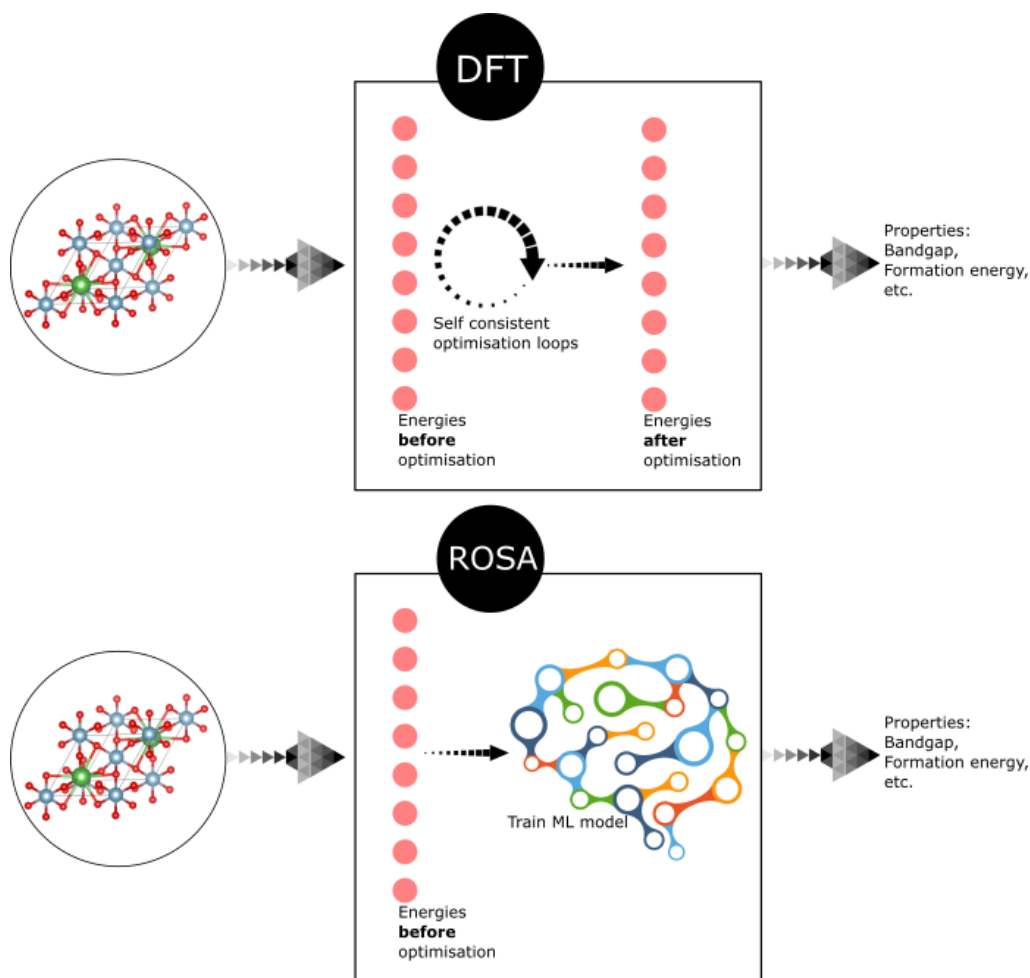 DFT
Self consistent
optimisation loops
Energies
before
optimisation
Energies
after
optimisation
Properties:
Bandgap,
Formation energy,
etc.
ROSA
Train ML model
Energies
before
optimisation
Properties:
Bandgap,
Formation energy,
etc.